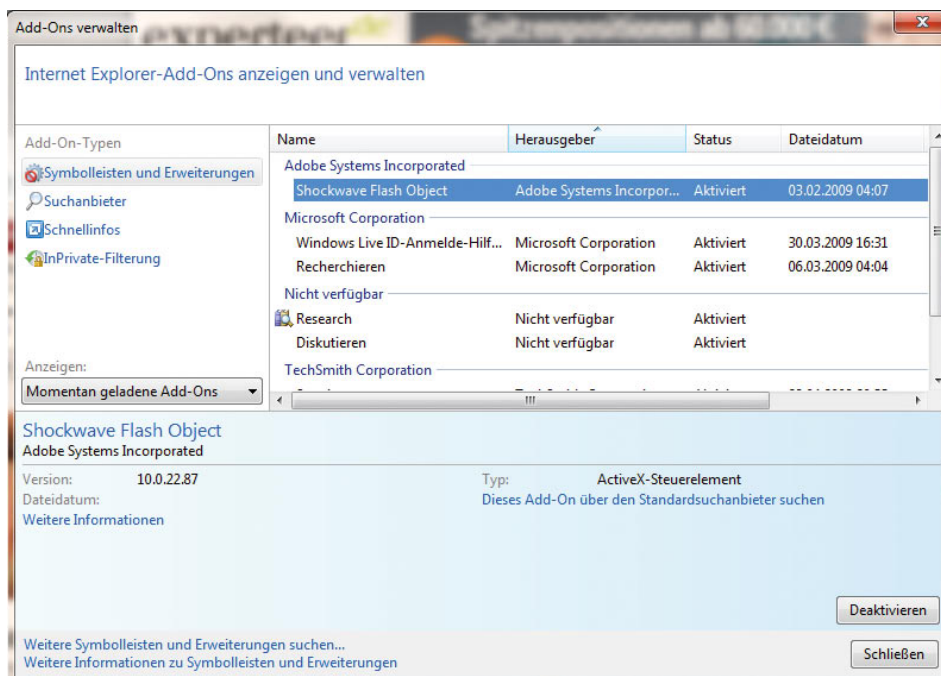 Add-Ons verwalten
experteer.de
Spitzenpositionen ab 60.000 €
Internet Explorer-Add-Ons anzeigen und verwalten
Add-On-Typen
Symbolleisten und Erweiterungen
Suchanbieter
Schnellinfos
InPrivate-Filterung
Anzeigen:
Momentan geladene Add-Ons
Name Herausgeber Status Dateidatum
Adobe Systems Incorporated
Shockwave Flash Object Adobe Systems Incorpor... Aktiviert 03.02.2009 04:07
Microsoft Corporation
Windows Live ID-Anmelde-Hilf... Microsoft Corporation Aktiviert 30.03.2009 16:31
Recherchieren Microsoft Corporation Aktiviert 06.03.2009 04:04
Nicht verfügbar
Research Nicht verfügbar Aktiviert
Diskutieren Nicht verfügbar Aktiviert
TechSmith Corporation
Shockwave Flash Object
Adobe Systems Incorporated
Version: 10.0.22.87
Dateidatum:
Weitere Informationen
Typ: ActiveX-Steuerelement
Dieses Add-On über den Standardsuchanbieter suchen
Deaktivieren
Weitere Symbolleisten und Erweiterungen suchen...
Weitere Informationen zu Symbolleisten und Erweiterungen
Schließen